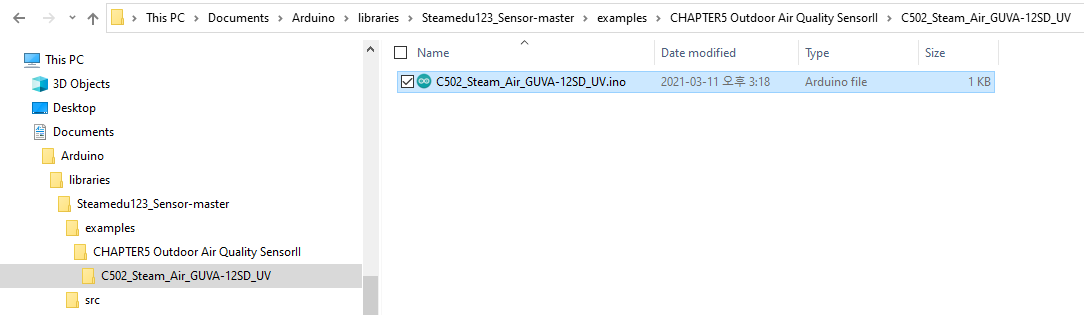 This PC > Documents > Arduino > libraries > Steamedu123_Sensor-master > examples > CHAPTER5 Outdoor Air Quality SensorII > C502_Steam_Air_GUVA-12SD_UV
This PC
3D Objects
Desktop
Documents
Arduino
libraries
Steamedu123_Sensor-master
examples
CHAPTER5 Outdoor Air Quality SensorII
C502_Steam_Air_GUVA-12SD_UV
src
Name Date modified Type Size
C502_Steam_Air_GUVA-12SD_UV.ino 2021-03-11 오후 3:18 Arduino file 1 KB